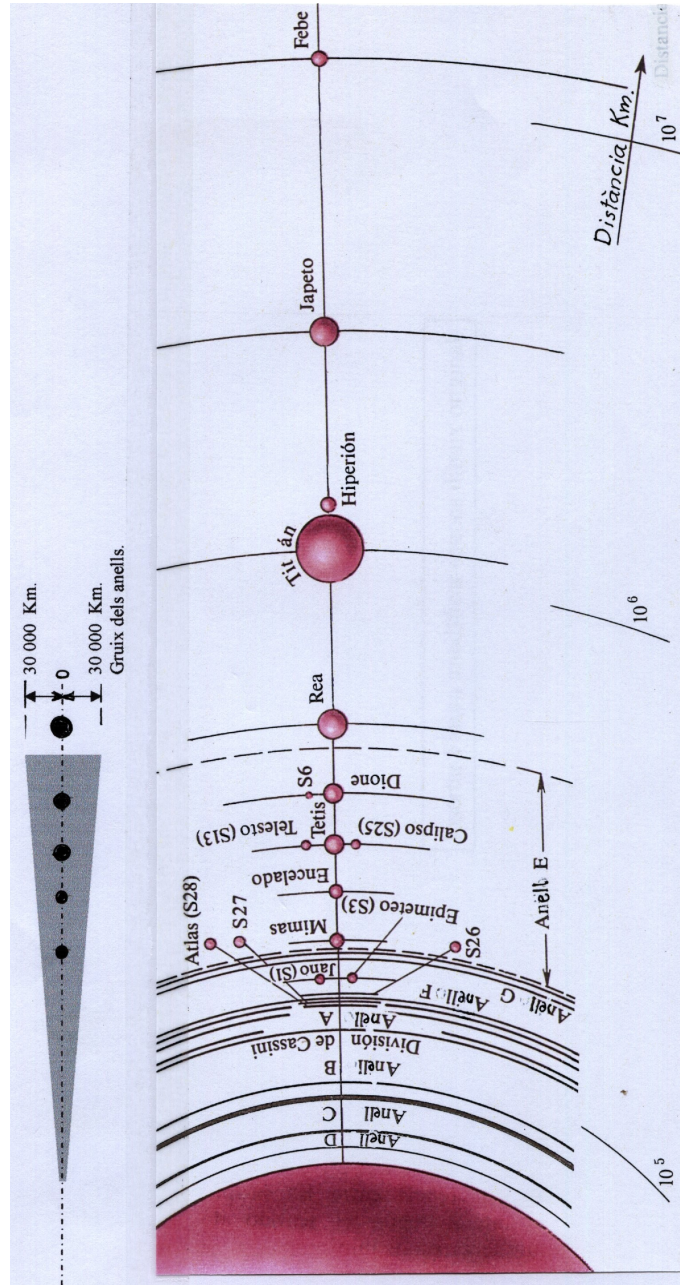 30 000 Km.
0
30 000 Km.
Gruix dels anells.
Febe
Distancia
Distància Km.
10⁷
Japeto
Hiperión
Titán
10⁶
Rea
S6
Dione
Tetis
Telesto (S13)
Calipso (S25)
Encelado
Anell E
Mimas
Epimeteo (S3)
Atlas (S28)
S27
S26
Jano (S1)
Anell G
Anell F
Anell
A
División
de Cassini
Anell
B
Anell
C
Anell
D
10⁵